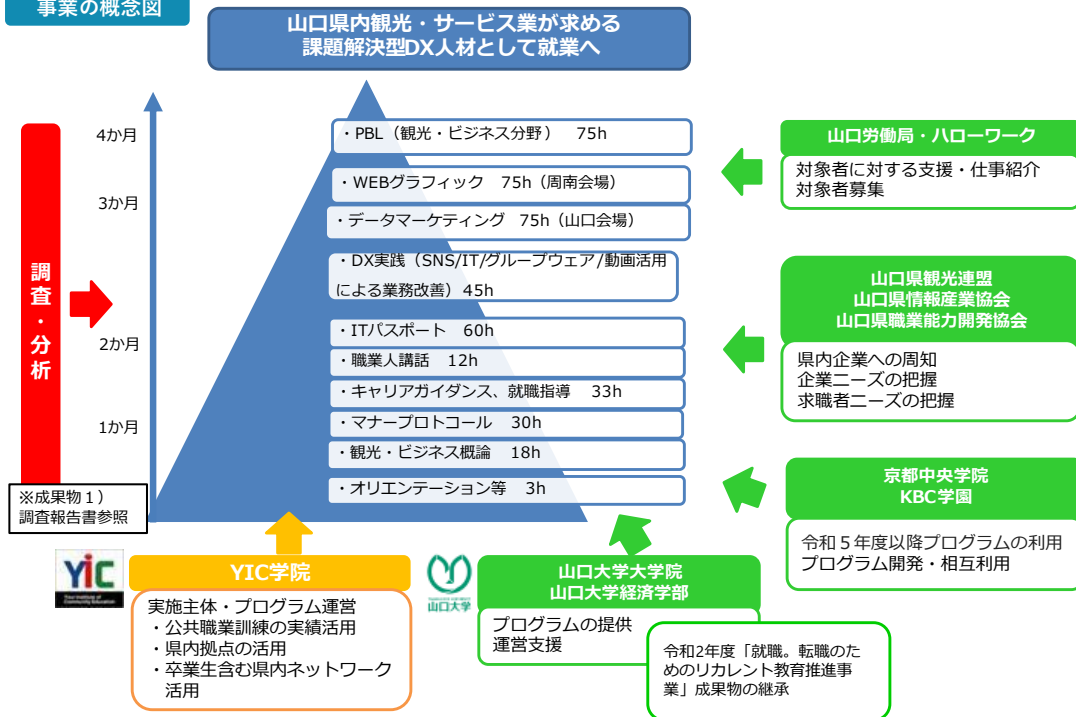 事業の概念図
山口県内観光・サービス業が求める
課題解決型DX人材として就業へ
4か月
3か月
2か月
1か月
調査・分析
※成果物１）
調査報告書参照
・PBL（観光・ビジネス分野） 75h
・WEBグラフィック 75h（周南会場）
・データマーケティング 75h（山口会場）
・DX実践（SNS/IT/グループウェア/動画活用
による業務改善）45h
・ITパスポート 60h
・職業人講話 12h
・キャリアガイダンス、就職指導 33h
・マナープロトコール 30h
・観光・ビジネス概論 18h
・オリエンテーション等 3h
山口労働局・ハローワーク
対象者に対する支援・仕事紹介
対象者募集
山口県観光連盟
山口県情報産業協会
山口県職業能力開発協会
県内企業への周知
企業ニーズの把握
求職者ニーズの把握
京都中央学院
KBC学園
令和５年度以降プログラムの利用
プログラム開発・相互利用
YIC
YIC学院
実施主体・プログラム運営
・公共職業訓練の実績活用
・県内拠点の活用
・卒業生含む県内ネットワーク
活用
山口大学
山口大学大学院
山口大学経済学部
プログラムの提供
運営支援
令和2年度「就職。転職のた
めのリカレント教育推進事
業」成果物の継承